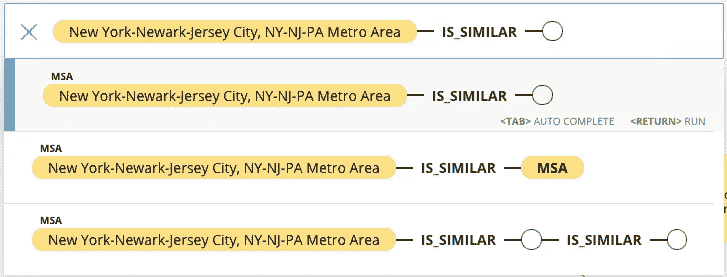 New York-Newark-Jersey City, NY-NJ-PA Metro Area IS_SIMILAR
MSA
New York-Newark-Jersey City, NY-NJ-PA Metro Area IS_SIMILAR
<TAB> AUTO COMPLETE <RETURN> RUN
MSA
New York-Newark-Jersey City, NY-NJ-PA Metro Area IS_SIMILAR MSA
MSA
New York-Newark-Jersey City, NY-NJ-PA Metro Area IS_SIMILAR IS_SIMILAR